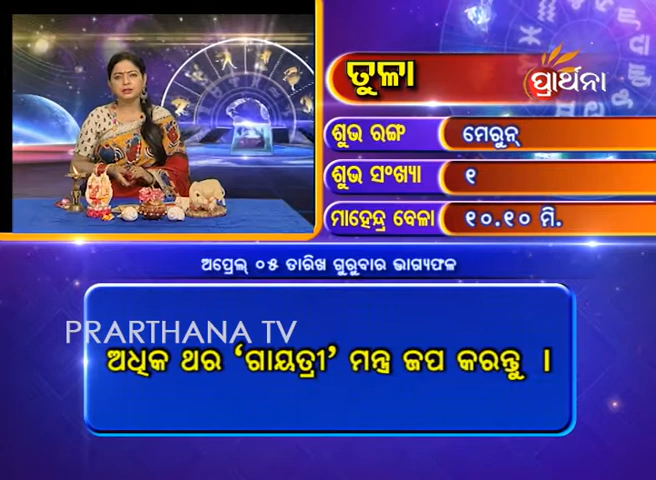 ତୁଳା
ପ୍ରାର୍ଥନା
ଶୁଭ ରଙ୍ଗ
ମେରୁନ୍
ଶୁଭ ସଂଖ୍ୟା
୧
ମାହେନ୍ଦ୍ର ବେଳା
୧୦.୧୦ ମି.
ଅପ୍ରେଲ୍ ୦୫ ତାରିଖ ଗୁରୁବାର ଭାଗ୍ୟଫଳ
PRARTHANA TV
ଅଧିକ ଥର ‘ଗାୟତ୍ରୀ’ ମନ୍ତ୍ର ଜପ କରନ୍ତୁ ।